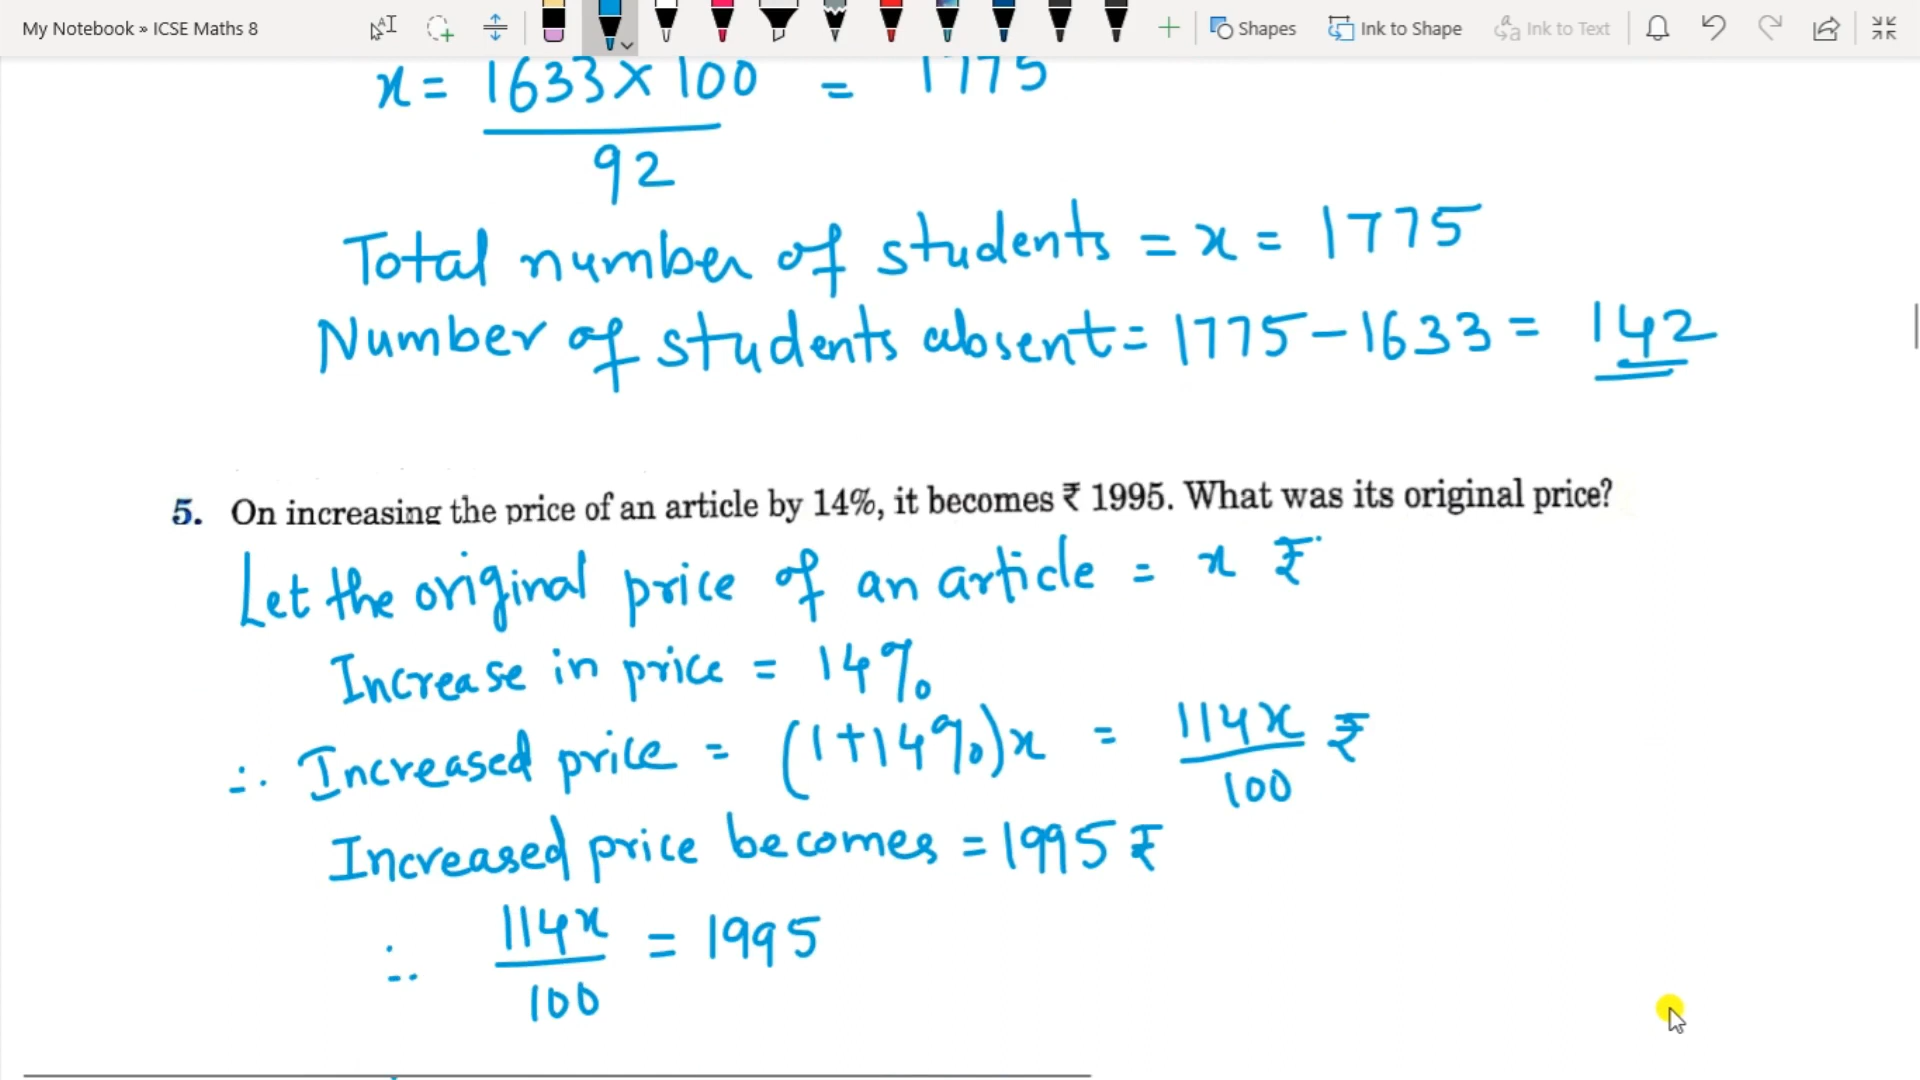 My Notebook » ICSE Maths 8 Shapes Ink to Shape Ink to Text
x = 1633 × 100 = 1775
92
Total number of students = x = 1775
Number of students absent = 1775 - 1633 = 142
5. On increasing the price of an article by 14%, it becomes ₹ 1995. What was its original price?
Let the original price of an article = x ₹
Increase in price = 14%
∴ Increased price = (1+14%)x = 114x ₹
100
Increased price becomes = 1995 ₹
∴ 114x = 1995
100